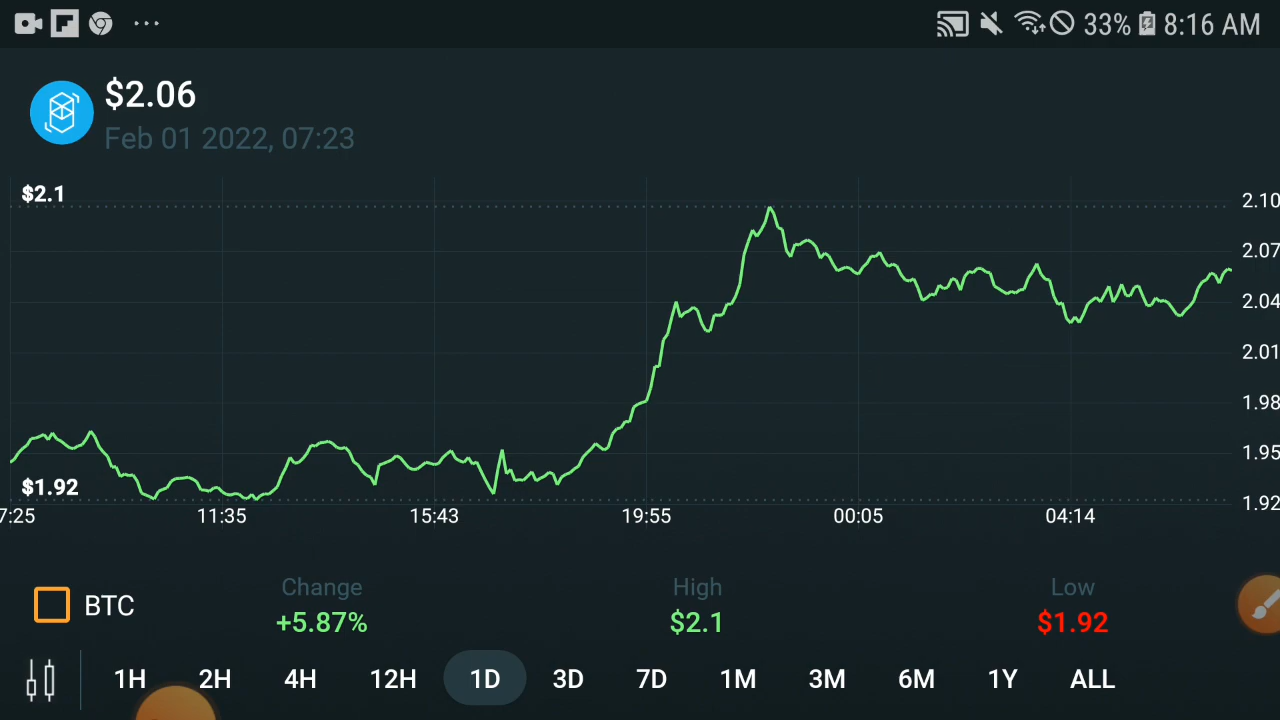 33% 8:16 AM
$2.06
Feb 01 2022, 07:23
$2.1
2.10
2.07
2.04
2.01
1.98
1.95
$1.92
1.92
7:25 11:35 15:43 19:55 00:05 04:14
BTC
Change High Low
+5.87% $2.1 $1.92
1H 2H 4H 12H 1D 3D 7D 1M 3M 6M 1Y ALL